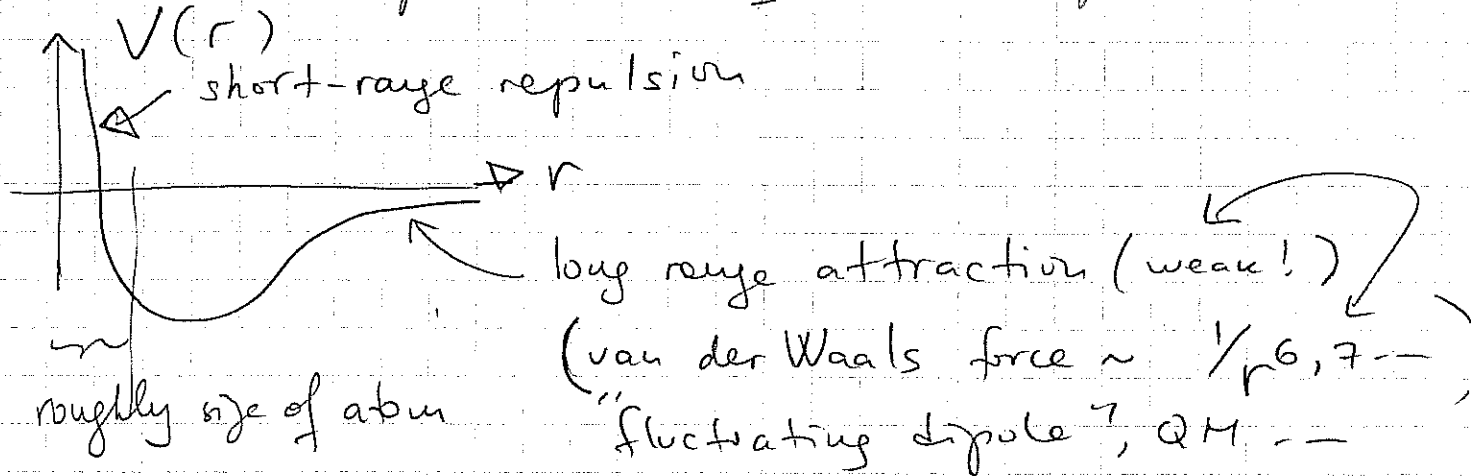 V(r)
short-range repulsion
r
long range attraction (weak!)
(van der Waals force ~ 1/r^6,7--)
roughly size of atom
"fluctuating dipole", QM --